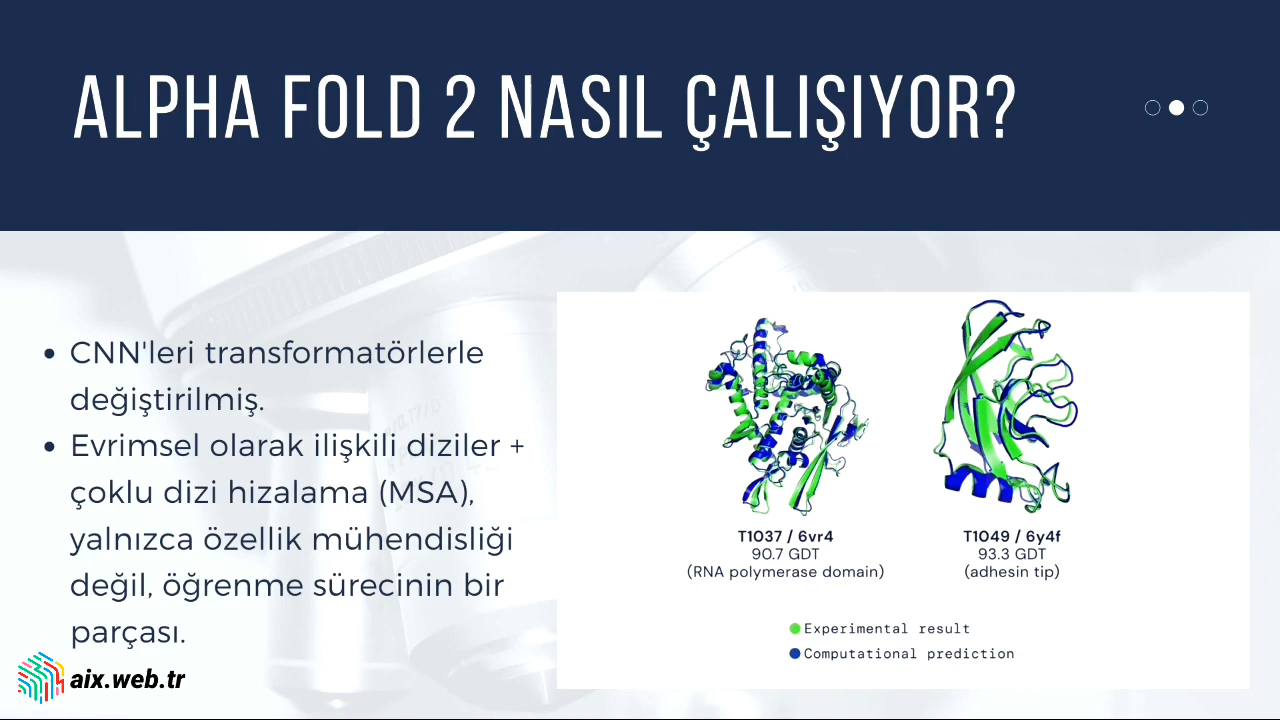 ALPHA FOLD 2 NASIL ÇALIŞIYOR?
• CNN'leri transformatörlerle
değiştirilmiş.
• Evrimsel olarak ilişkili diziler +
çoklu dizi hizalama (MSA),
yalnızca özellik mühendisliği
değil, öğrenme sürecinin bir
parçası.
T1037 / 6vr4
90.7 GDT
(RNA polymerase domain)
T1049 / 6y4f
93.3 GDT
(adhesin tip)
Experimental result
Computational prediction
aix.web.tr